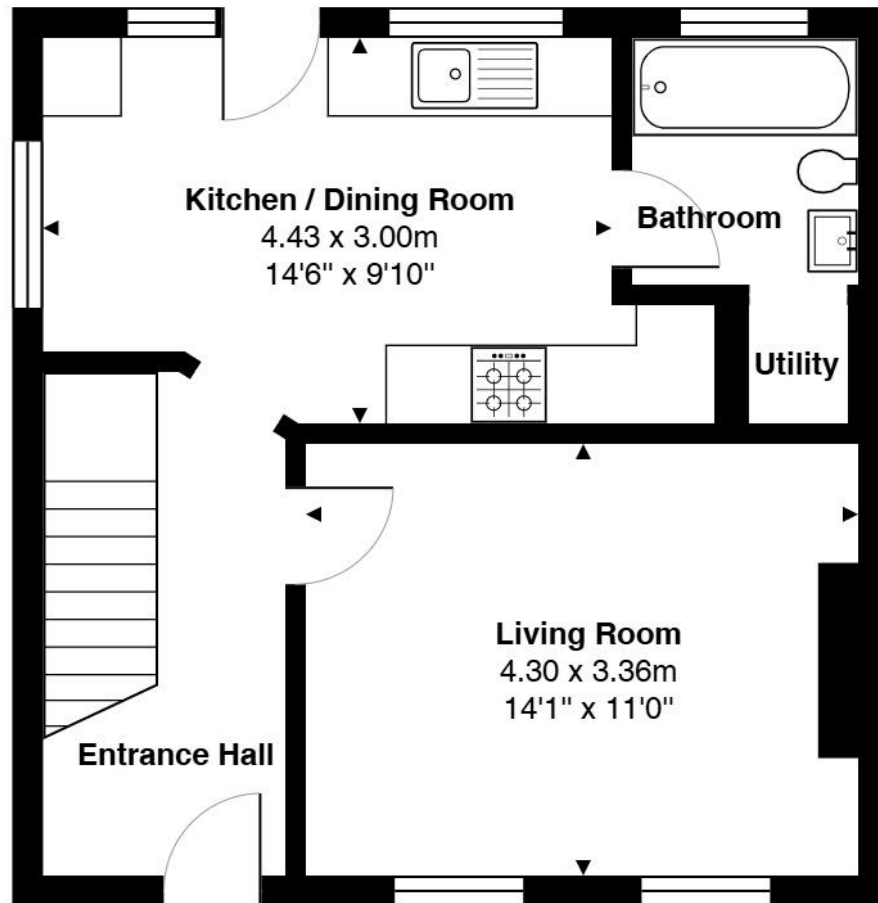 Kitchen / Dining Room
4.43 x 3.00m
14'6" x 9'10"
Bathroom
Utility
Living Room
4.30 x 3.36m
14'1" x 11'0"
Entrance Hall